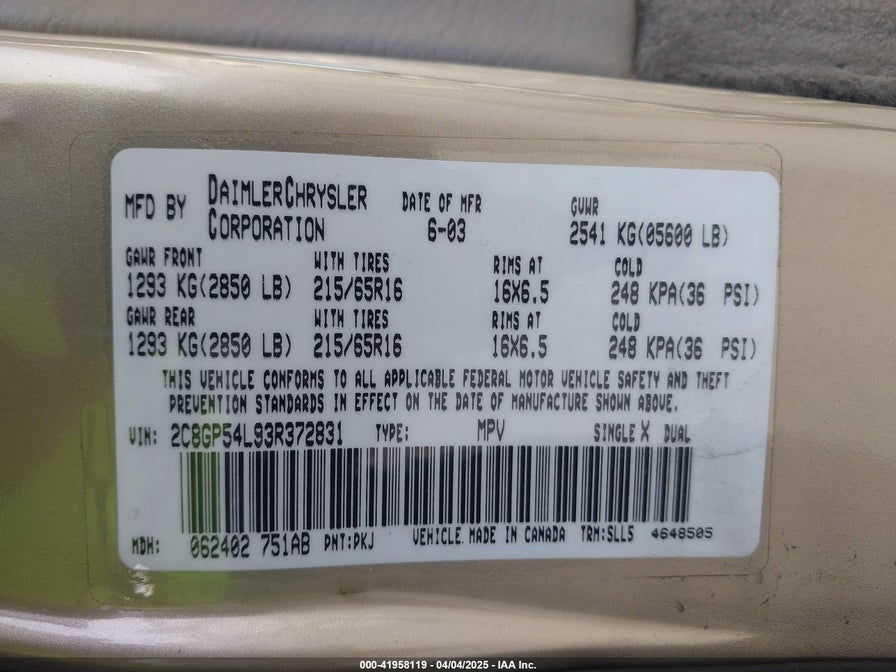 MFD BY DAIMLERCHRYSLER CORPORATION DATE OF MFR 6-03 GVWR 2541 KG(05600 LB)
GAWR FRONT WITH TIRES RIMS AT COLD
1293 KG(2850 LB) 215/65R16 16X6.5 248 KPA(36 PSI)
GAWR REAR WITH TIRES RIMS AT COLD
1293 KG(2850 LB) 215/65R16 16X6.5 248 KPA(36 PSI)
THIS VEHICLE CONFORMS TO ALL APPLICABLE FEDERAL MOTOR VEHICLE SAFETY AND THEFT
PREVENTION STANDARDS IN EFFECT ON THE DATE OF MANUFACTURE SHOWN ABOVE.
VIN: 2C8GP54L93R372831 TYPE: MPV SINGLE X DUAL
MDH: 062402 751AB PNT:PKJ VEHICLE MADE IN CANADA TRM:SLL5 4648505
000-41958119 - 04/04/2025 - IAA Inc.